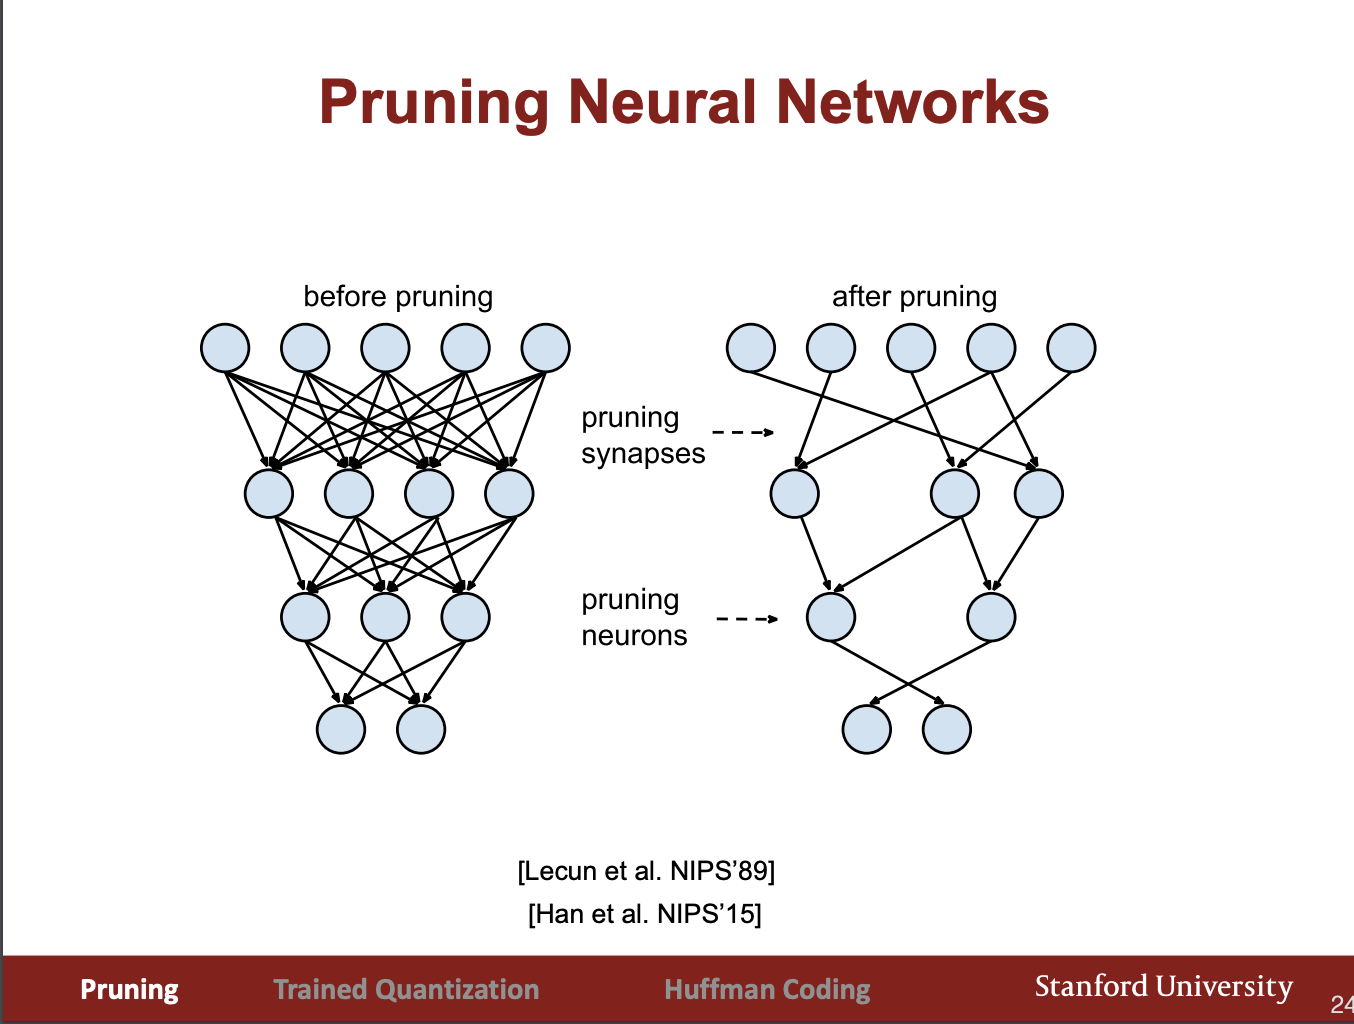 Pruning Neural Networks
before pruning
after pruning
pruning
synapses
pruning
neurons
[Lecun et al. NIPS’89]
[Han et al. NIPS’15]
Pruning
Trained Quantization
Huffman Coding
Stanford University
24